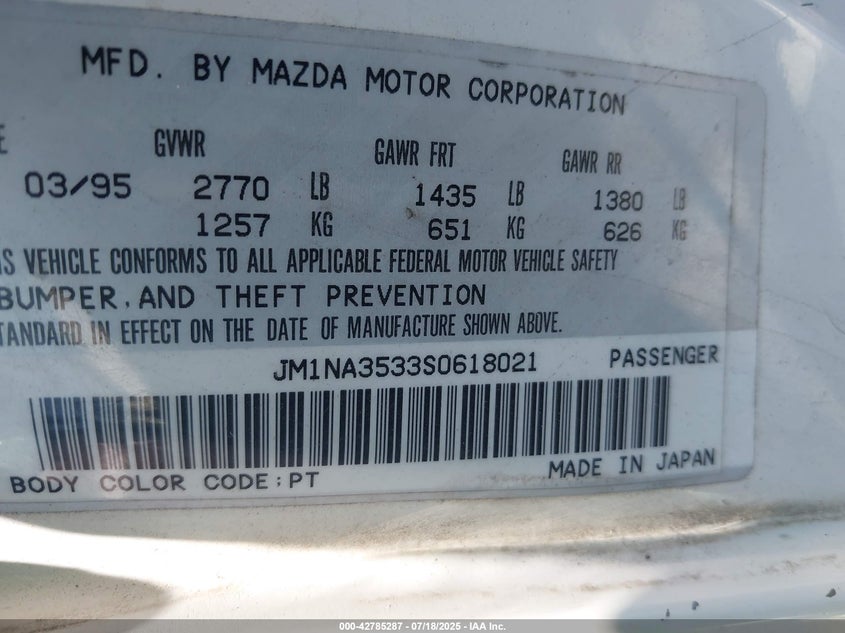 MFD. BY MAZDA MOTOR CORPORATION
E GVWR GAWR FRT GAWR RR
03/95 2770 LB 1435 LB 1380 LB
1257 KG 651 KG 626 KG
IS VEHICLE CONFORMS TO ALL APPLICABLE FEDERAL MOTOR VEHICLE SAFETY
BUMPER, AND THEFT PREVENTION
TANDARD IN EFFECT ON THE DATE OF MANUFACTURE SHOWN ABOVE.
JM1NA3533S0618021 PASSENGER
BODY COLOR CODE:PT MADE IN JAPAN
000-42785287 - 07/18/2025 - IAA Inc.